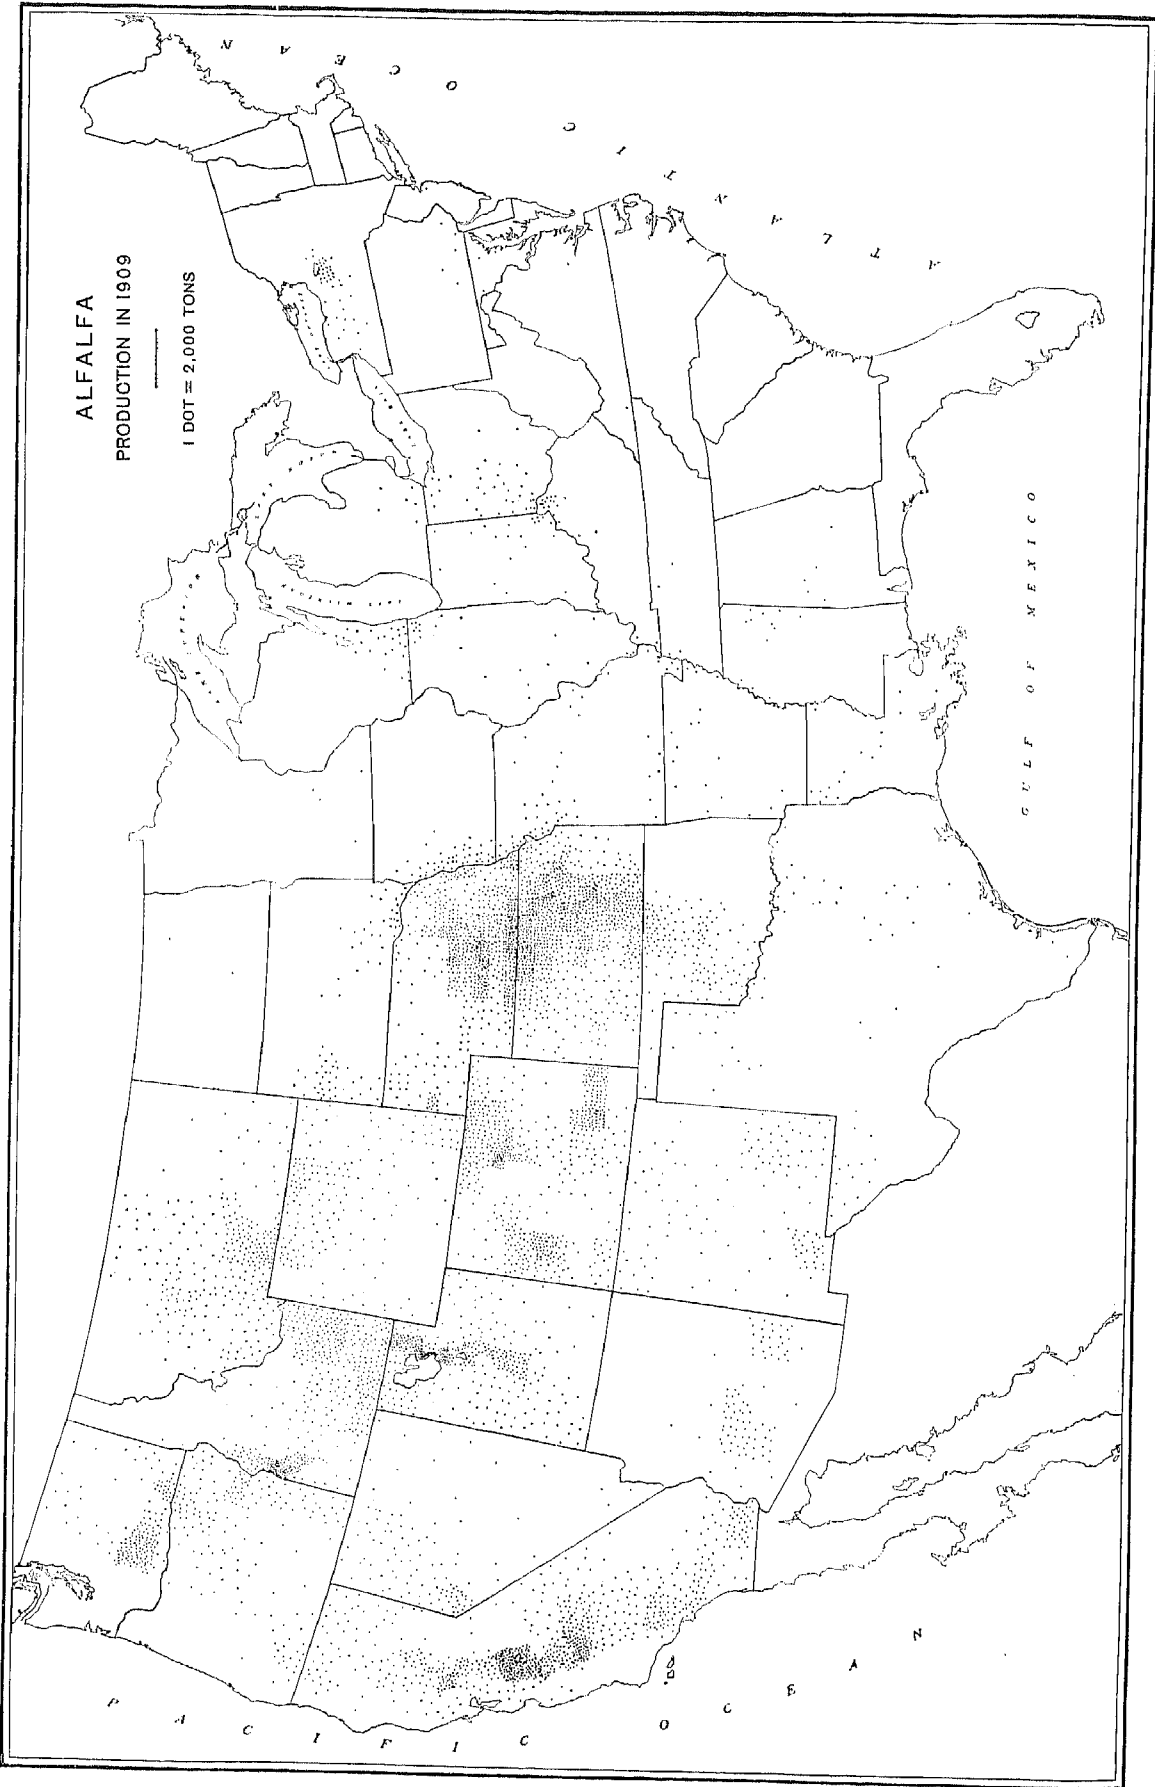 ALFALFA
PRODUCTION IN 1909
1 DOT = 2,000 TONS
ATLANTIC OCEAN
GULF OF MEXICO
PACIFIC OCEAN